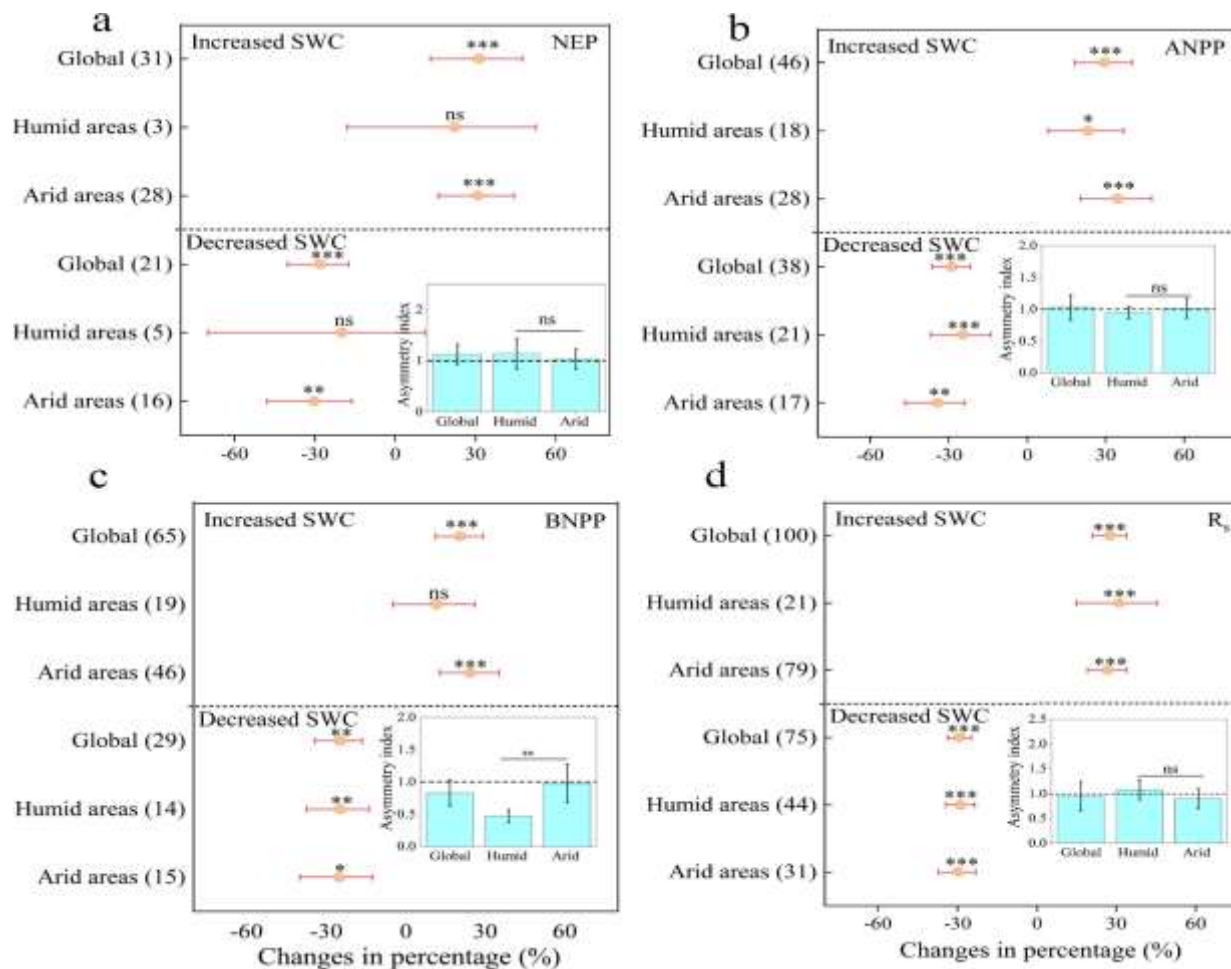 a
Increased SWC
NEP
Global (31)
***
Humid areas (3)
ns
Arid areas (28)
***
Decreased SWC
Global (21)
***
Humid areas (5)
ns
Arid areas (16)
**
Asymmetry index
2
1
0
ns
Global Humid Arid
-60 -30 0 30 60
b
Increased SWC
ANPP
Global (46)
***
Humid areas (18)
*
Arid areas (28)
***
Decreased SWC
Global (38)
***
Humid areas (21)
***
Arid areas (17)
**
Asymmetry index
2.0
1.5
1.0
0.5
0.0
ns
Global Humid Arid
-60 -30 0 30 60
c
Increased SWC
BNPP
Global (65)
***
Humid areas (19)
ns
Arid areas (46)
***
Decreased SWC
Global (29)
**
Humid areas (14)
**
Arid areas (15)
*
Asymmetry index
2.0
1.5
1.0
0.5
0.0
**
Global Humid Arid
-60 -30 0 30 60
Changes in percentage (%)
d
Increased SWC
Rs
Global (100)
***
Humid areas (21)
***
Arid areas (79)
***
Decreased SWC
Global (75)
***
Humid areas (44)
***
Arid areas (31)
***
Asymmetry index
2.5
2.0
1.5
1.0
0.5
0.0
ns
Global Humid Arid
-60 -30 0 30 60
Changes in percentage (%)